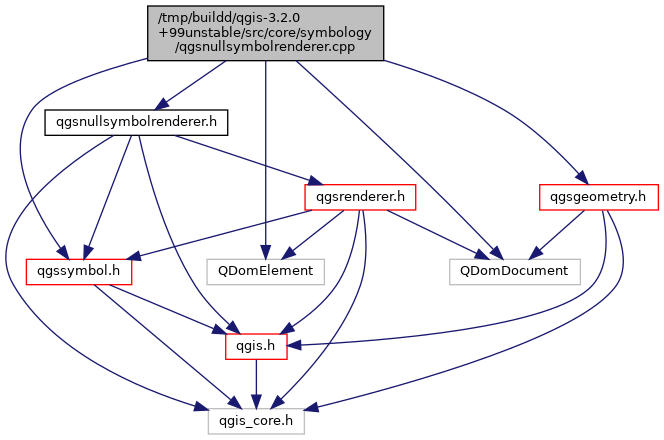 /tmp/buildd/qgis-3.2.0
+99unstable/src/core/symbology
/qgsnullsymbolrenderer.cpp
qgsnullsymbolrenderer.h
qgsrenderer.h
qgsgeometry.h
qgssymbol.h
QDomElement
QDomDocument
qgis.h
qgis_core.h